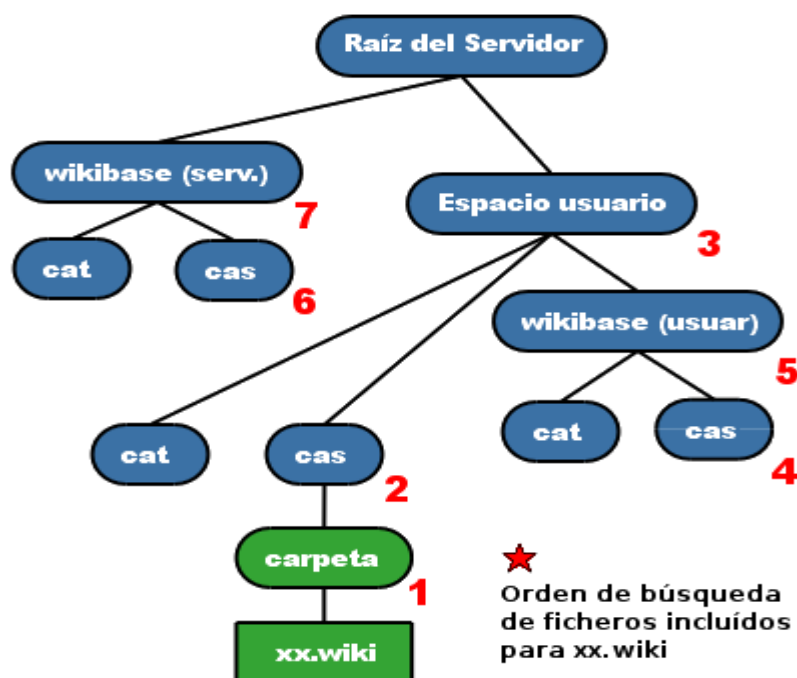 Raíz del Servidor
wikibase (serv.)
7
Espacio usuario
3
cat
cas
6
wikibase (usuar)
5
cat
cas
2
cat
cas
4
carpeta
1
xx.wiki
Orden de búsqueda
de ficheros incluídos
para xx.wiki